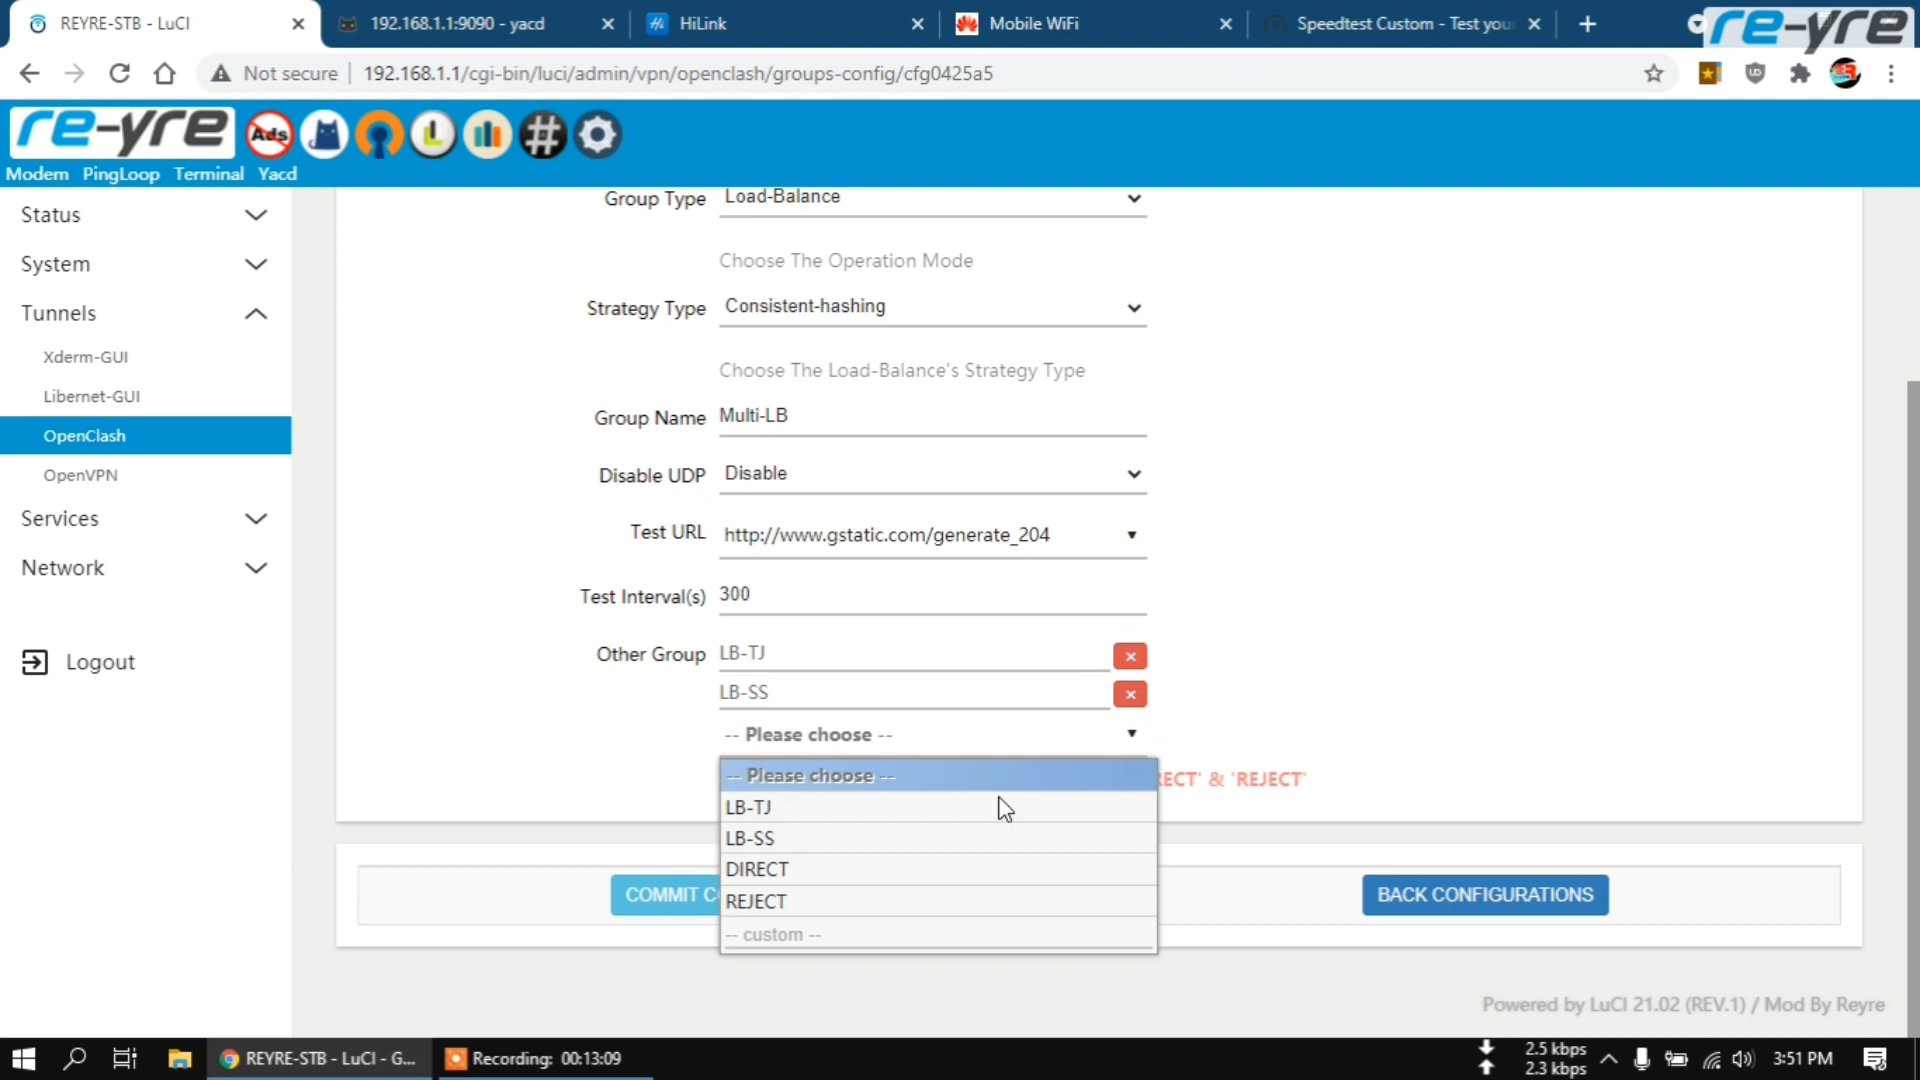 REYRE-STB - LuCI
192.168.1.1:9090 - yacd
HiLink
Mobile WiFi
Speedtest Custom - Test you
re-yre
Not secure
192.168.1.1/cgi-bin/luci/admin/vpn/openclash/groups-config/cfg0425a5
re-yre
Ads
Modem PingLoop Terminal Yacd
Status
System
Tunnels
Xderm-GUI
Libernet-GUI
OpenClash
OpenVPN
Services
Network
Logout
Group Type Load-Balance
Choose The Operation Mode
Strategy Type Consistent-hashing
Choose The Load-Balance's Strategy Type
Group Name Multi-LB
Disable UDP Disable
Test URL http://www.gstatic.com/generate_204
Test Interval(s) 300
Other Group LB-TJ
LB-SS
-- Please choose --
-- Please choose --
RECT' & 'REJECT'
LB-TJ
LB-SS
DIRECT
REJECT
-- custom --
COMMIT C
BACK CONFIGURATIONS
Powered by LuCI 21.02 (REV.1) / Mod By Reyre
REYRE-STB - LuCI - G...
Recording: 00:13:09
2.5 kbps
2.3 kbps
3:51 PM